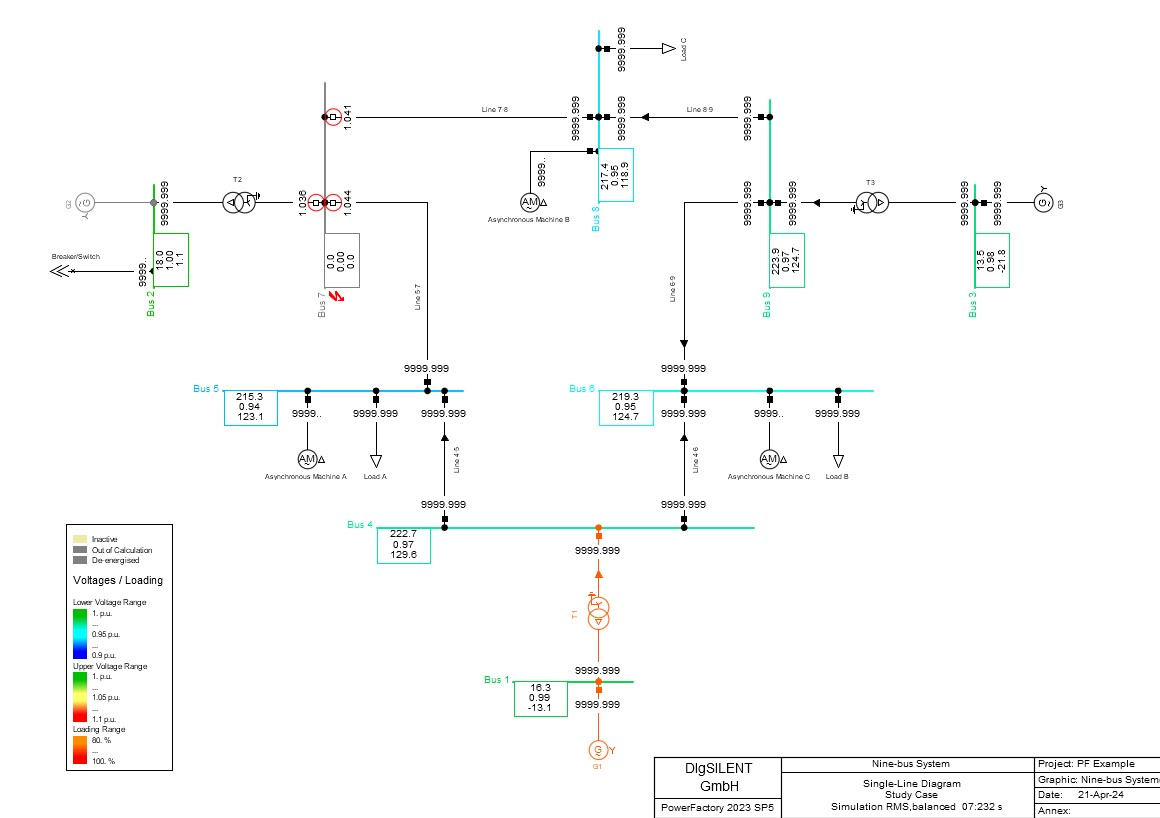 9999.999
Load C
1.041
Line 7-8
9999.999
9999.999
Line 8-9
9999.999
T2
9999..
217.4
0.95
118.9
T3
G2
G
Y
9999.999
1.036
1.044
AM
Asynchronous Machine B
Bus 8
9999.999
9999.999
9999.999
9999.999
G
Y
G3
Breaker/Switch
9999..
18.0
1.00
1.1
0.0
0.00
0.0
223.9
0.97
124.7
13.5
0.98
-21.8
Bus 2
Bus 7
Line 5-7
Line 6-9
Bus 9
Bus 3
9999.999
9999.999
Bus 5
Bus 6
215.3
0.94
123.1
9999..
9999.999
9999.999
219.3
0.95
124.7
9999.999
9999..
9999.999
AM
Line 4-5
Line 4-6
AM
Asynchronous Machine A
Load A
Asynchronous Machine C
Load B
9999.999
9999.999
Bus 4
222.7
0.97
129.6
9999.999
Inactive
Out of Calculation
De-energised
Voltages / Loading
Lower Voltage Range
1. p.u.
...
0.95 p.u.
...
0.9 p.u.
Upper Voltage Range
1. p.u.
...
1.05 p.u.
...
1.1 p.u.
Loading Range
80. %
...
100. %
T1
9999.999
Bus 1
16.3
0.99
-13.1
9999.999
G
Y
G1
DIgSILENT
GmbH
PowerFactory 2023 SP5
Nine-bus System
Single-Line Diagram
Study Case
Simulation RMS,balanced 07:232 s
Project: PF Example
Graphic: Nine-bus System
Date: 21-Apr-24
Annex: